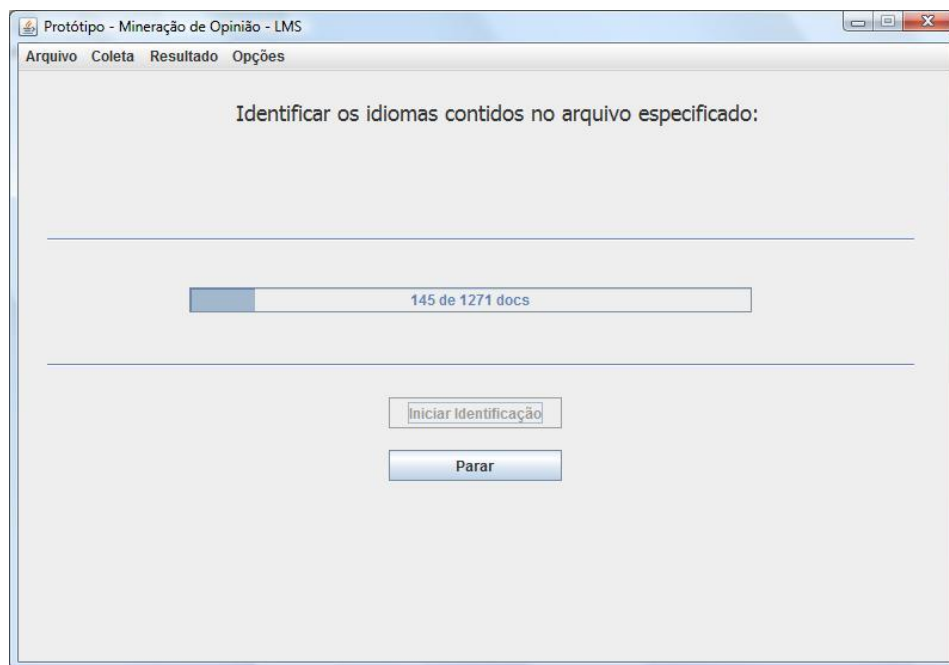 Protótipo - Mineração de Opinião - LMS
Arquivo Coleta Resultado Opções
Identificar os idiomas contidos no arquivo especificado:
145 de 1271 docs
Iniciar Identificação
Parar